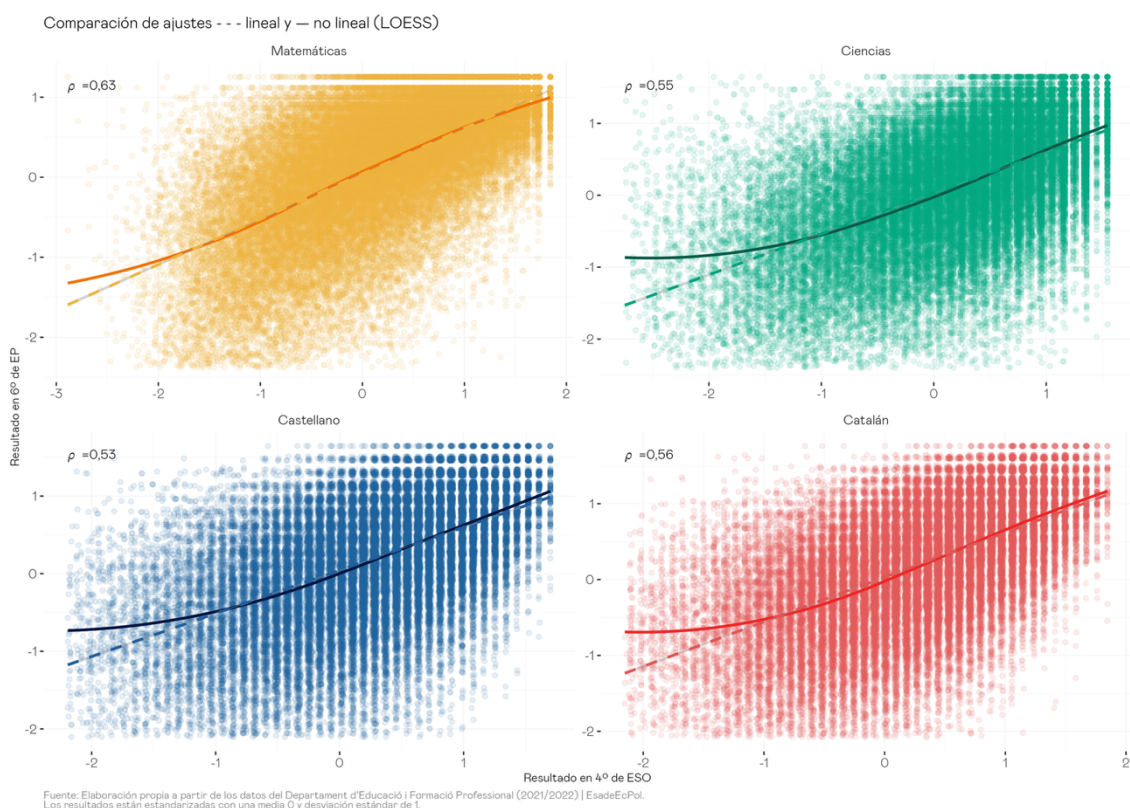 Comparación de ajustes - - - lineal y — no lineal (LOESS)
Matemáticas
Ciencias
ρ =0,63
ρ =0,55
1
0
-1
-2
1
0
-1
-2
-3 -2 -1 0 1 2
-2 -1 0 1
Resultado en 6º de EP
Castellano
Catalán
ρ =0,53
ρ =0,56
1
0
-1
-2
1
0
-1
-2
-2 -1 0 1
-2 -1 0 1 2
Resultado en 4º de ESO
Fuente: Elaboración propia a partir de los datos del Departament d'Educació i Formació Professional (2021/2022) | EsadeEcPol.
Los resultados están estandarizadas con una media 0 y desviación estándar de 1.